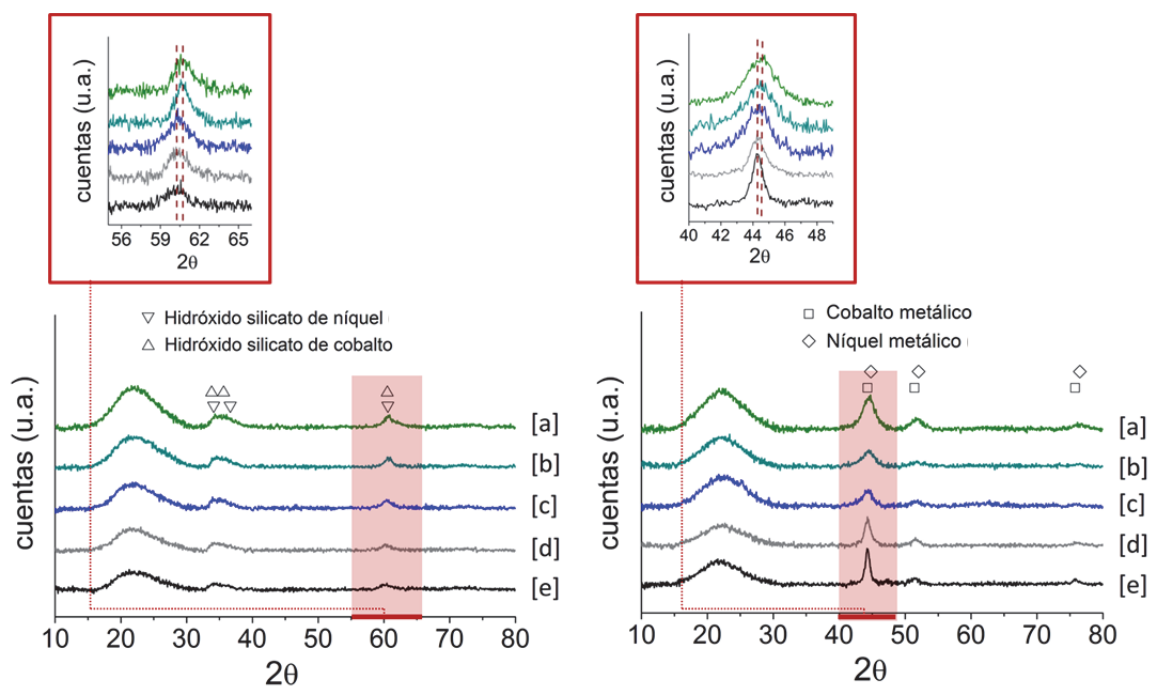 cuentas (u.a.)
56 59 62 65
2θ
cuentas (u.a.)
40 42 44 46 48
2θ
▽ Hidróxido silicato de níquel
△ Hidróxido silicato de cobalto
cuentas (u.a.)
[a]
[b]
[c]
[d]
[e]
10 20 30 40 50 60 70 80
2θ
□ Cobalto metálico
◇ Níquel metálico
cuentas (u.a.)
[a]
[b]
[c]
[d]
[e]
10 20 30 40 50 60 70 80
2θ